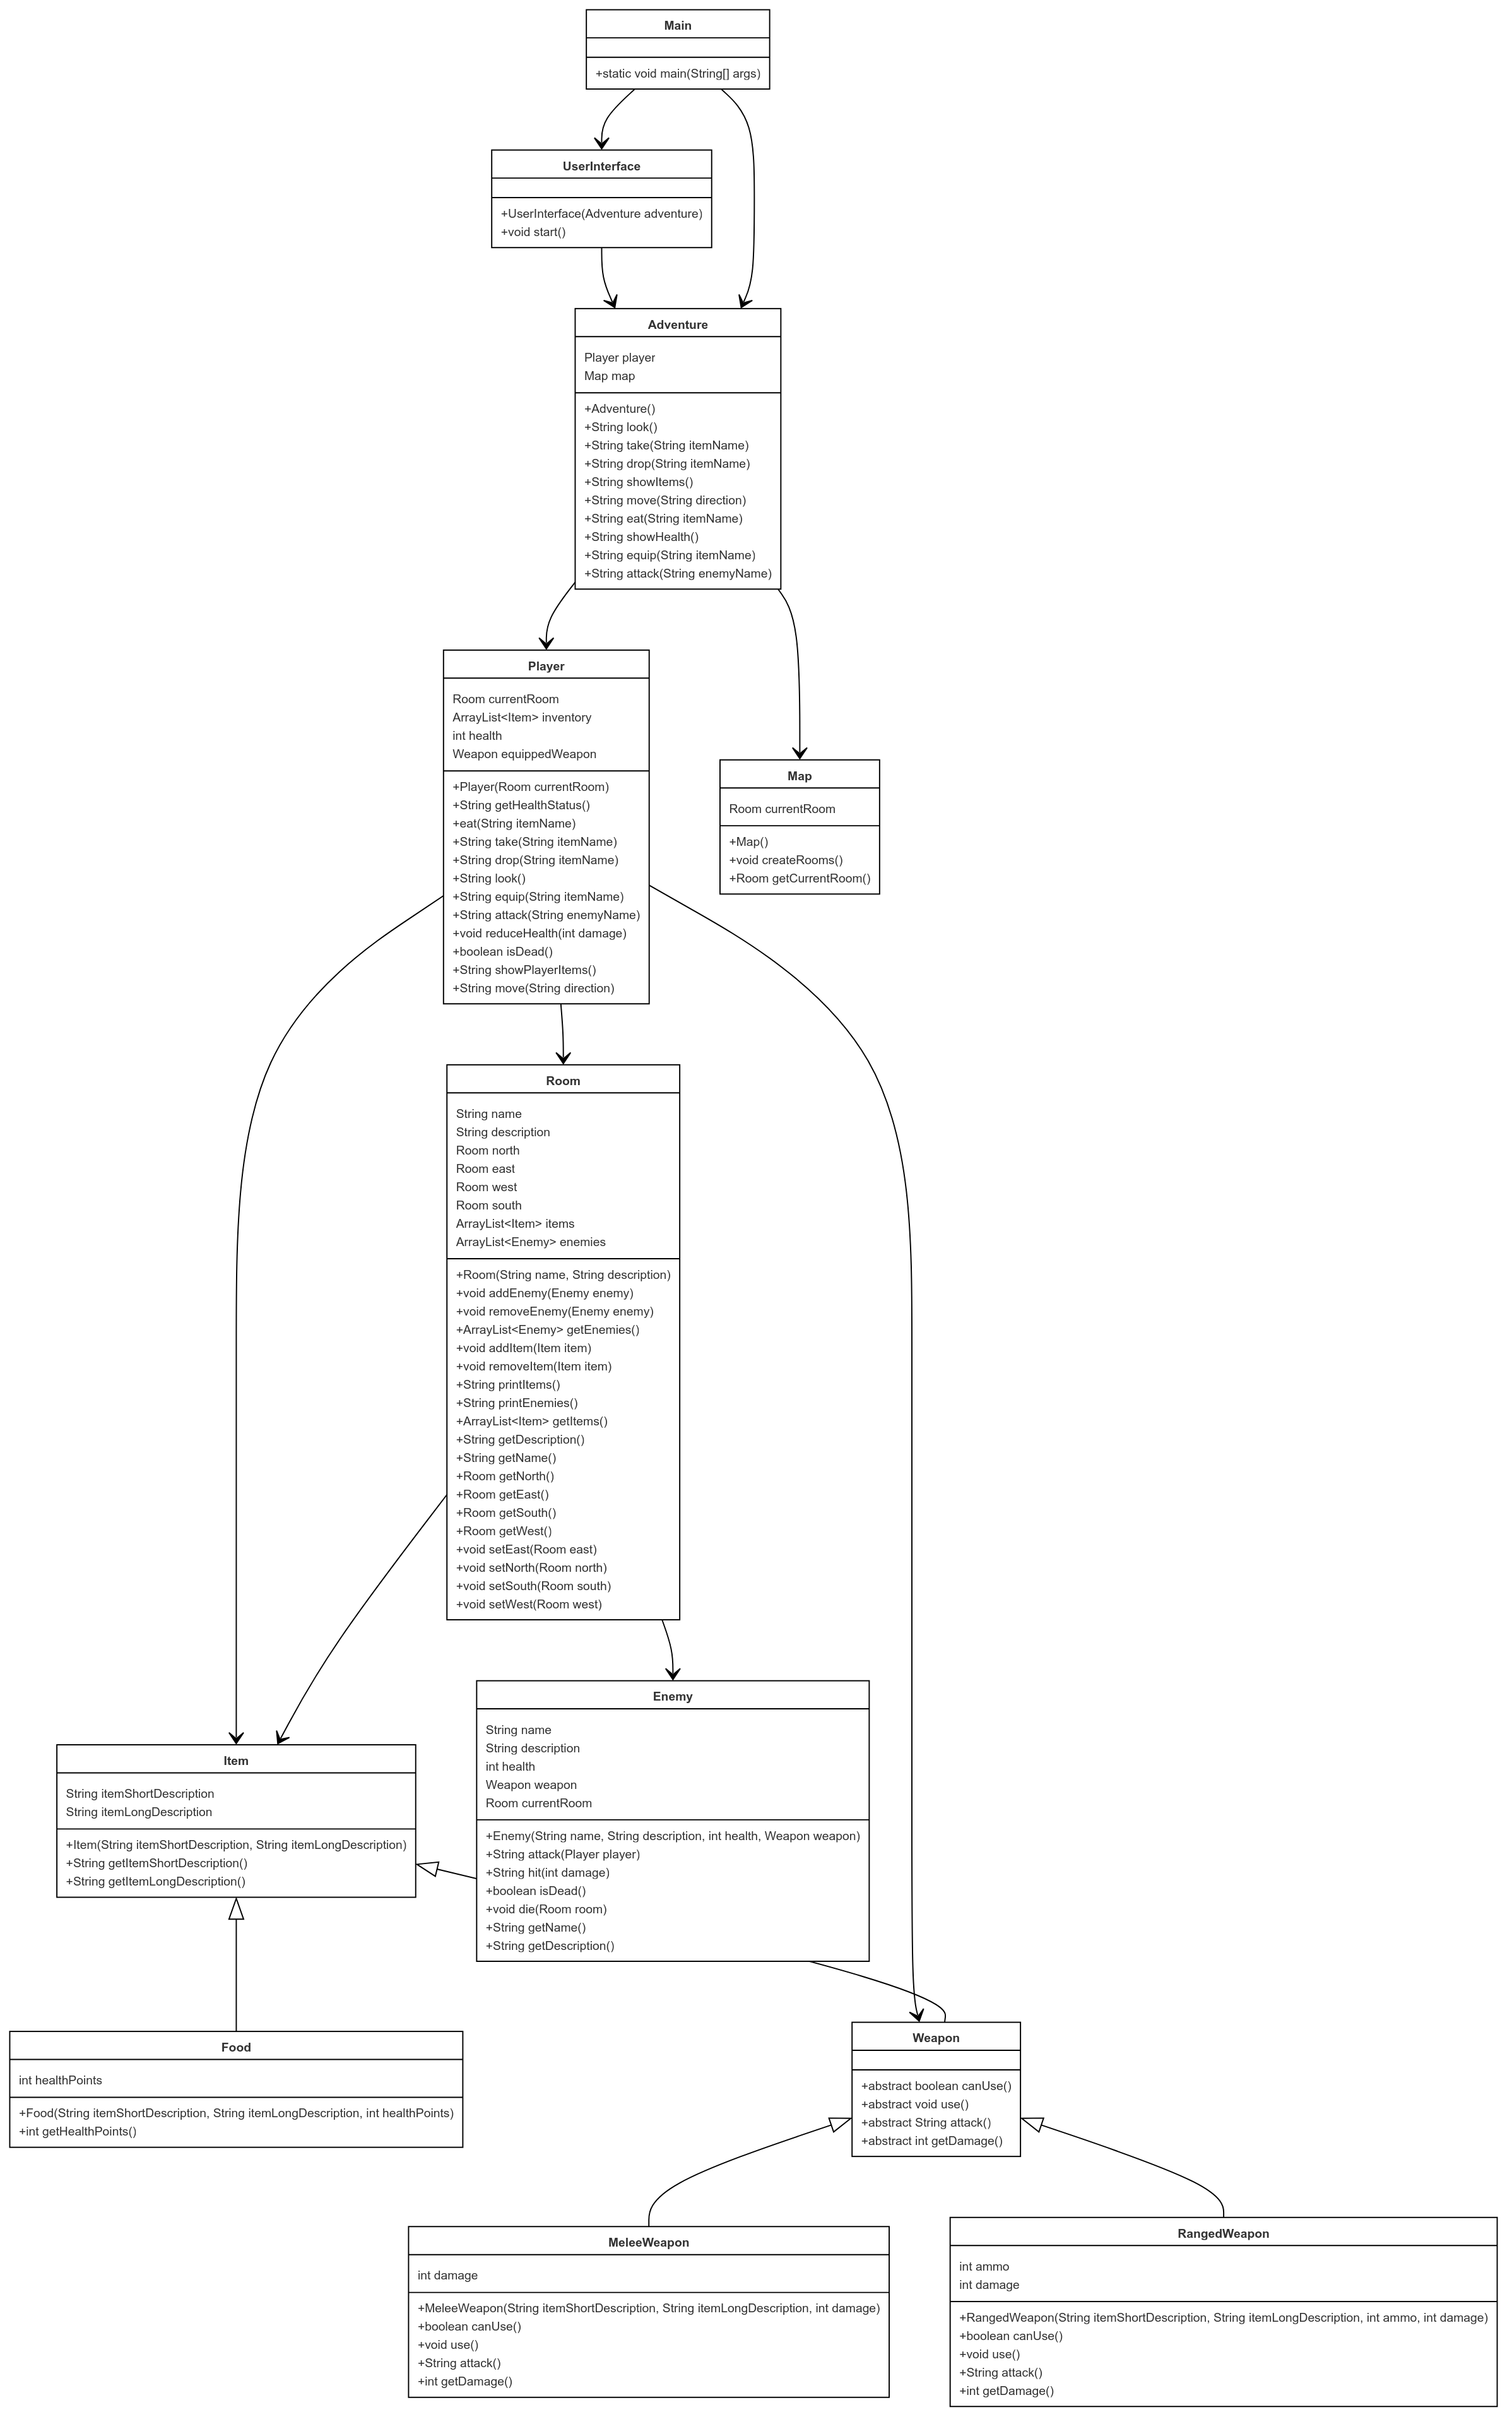 Main
+static void main(String[] args)
UserInterface
+UserInterface(Adventure adventure)
+void start()
Adventure
Player player
Map map
+Adventure()
+String look()
+String take(String itemName)
+String drop(String itemName)
+String showItems()
+String move(String direction)
+String eat(String itemName)
+String showHealth()
+String equip(String itemName)
+String attack(String enemyName)
Player
Room currentRoom
ArrayList<Item> inventory
int health
Weapon equippedWeapon
+Player(Room currentRoom)
+String getHealthStatus()
+eat(String itemName)
+String take(String itemName)
+String drop(String itemName)
+String look()
+String equip(String itemName)
+String attack(String enemyName)
+void reduceHealth(int damage)
+boolean isDead()
+String showPlayerItems()
+String move(String direction)
Map
Room currentRoom
+Map()
+void createRooms()
+Room getCurrentRoom()
Room
String name
String description
Room north
Room east
Room west
Room south
ArrayList<Item> items
ArrayList<Enemy> enemies
+Room(String name, String description)
+void addEnemy(Enemy enemy)
+void removeEnemy(Enemy enemy)
+ArrayList<Enemy> getEnemies()
+void addItem(Item item)
+void removeItem(Item item)
+String printItems()
+String printEnemies()
+ArrayList<Item> getItems()
+String getDescription()
+String getName()
+Room getNorth()
+Room getEast()
+Room getSouth()
+Room getWest()
+void setEast(Room east)
+void setNorth(Room north)
+void setSouth(Room south)
+void setWest(Room west)
Enemy
String name
String description
int health
Weapon weapon
Room currentRoom
+Enemy(String name, String description, int health, Weapon weapon)
+String attack(Player player)
+String hit(int damage)
+boolean isDead()
+void die(Room room)
+String getName()
+String getDescription()
Item
String itemShortDescription
String itemLongDescription
+Item(String itemShortDescription, String itemLongDescription)
+String getItemShortDescription()
+String getItemLongDescription()
Food
int healthPoints
+Food(String itemShortDescription, String itemLongDescription, int healthPoints)
+int getHealthPoints()
Weapon
+abstract boolean canUse()
+abstract void use()
+abstract String attack()
+abstract int getDamage()
MeleeWeapon
int damage
+MeleeWeapon(String itemShortDescription, String itemLongDescription, int damage)
+boolean canUse()
+void use()
+String attack()
+int getDamage()
RangedWeapon
int ammo
int damage
+RangedWeapon(String itemShortDescription, String itemLongDescription, int ammo, int damage)
+boolean canUse()
+void use()
+String attack()
+int getDamage()